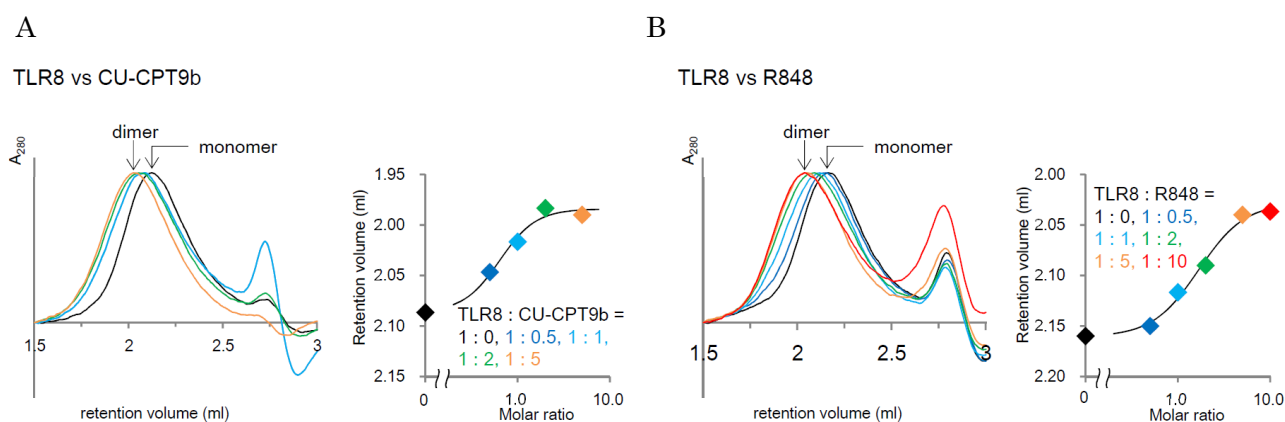 A
TLR8 vs CU-CPT9b
dimer
monomer
A280
1.5
2
2.5
3
retention volume (ml)
Retention volume (ml)
1.95
2.00
2.05
2.10
2.15
TLR8 : CU-CPT9b =
1 : 0, 1 : 0.5, 1 : 1,
1 : 2, 1 : 5
0
1.0
10.0
Molar ratio
B
TLR8 vs R848
dimer
monomer
A280
1.5
2
2.5
3
retention volume (ml)
Retention volume (ml)
2.00
2.05
2.10
2.15
2.20
TLR8 : R848 =
1 : 0, 1 : 0.5,
1 : 1, 1 : 2,
1 : 5, 1 : 10
0
1.0
10.0
Molar ratio